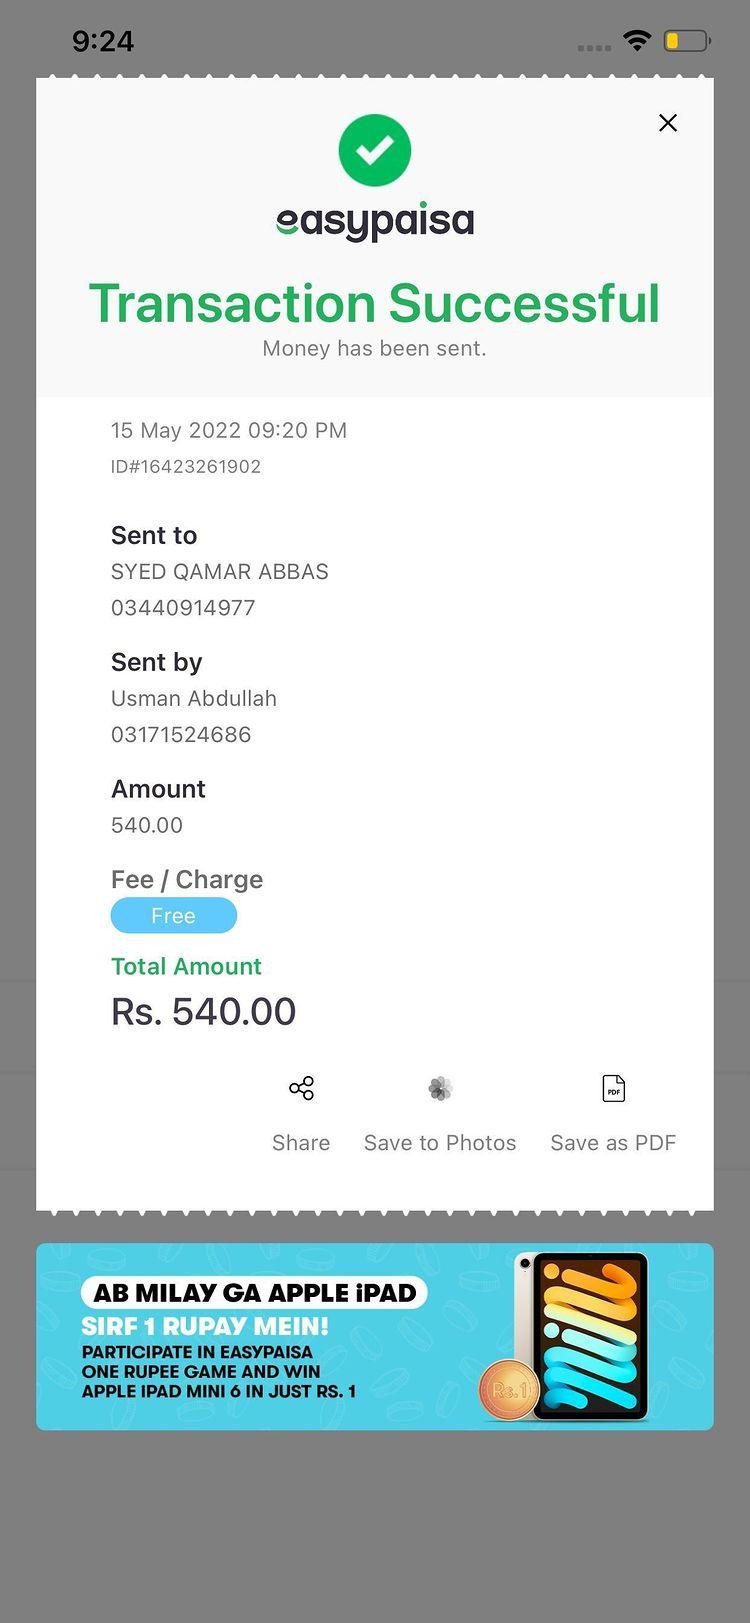 9:24
easypaisa
Transaction Successful
Money has been sent.
15 May 2022 09:20 PM
ID#16423261902
Sent to
SYED QAMAR ABBAS
03440914977
Sent by
Usman Abdullah
03171524686
Amount
540.00
Fee / Charge
Free
Total Amount
Rs. 540.00
PDF
Share Save to Photos Save as PDF
AB MILAY GA APPLE iPAD
SIRF 1 RUPAY MEIN!
PARTICIPATE IN EASYPAISA
ONE RUPEE GAME AND WIN
APPLE IPAD MINI 6 IN JUST RS. 1
Rs.1